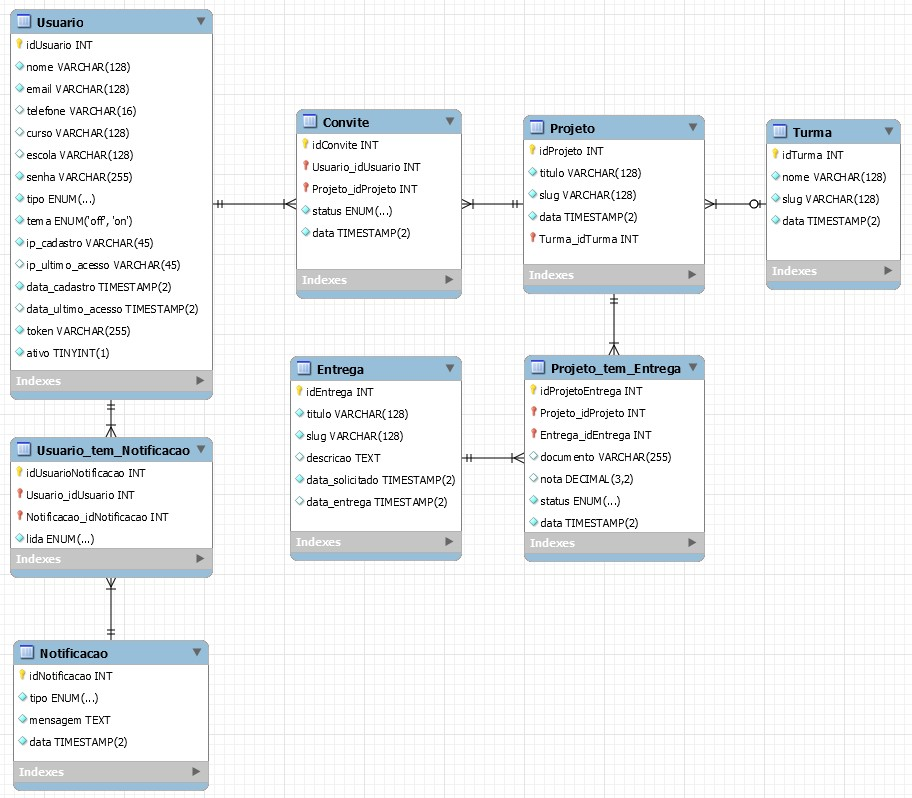 Usuario
idUsuario INT
nome VARCHAR(128)
email VARCHAR(128)
telefone VARCHAR(16)
curso VARCHAR(128)
escola VARCHAR(128)
senha VARCHAR(255)
tipo ENUM(...)
tema ENUM('off', 'on')
ip_cadastro VARCHAR(45)
ip_ultimo_acesso VARCHAR(45)
data_cadastro TIMESTAMP(2)
data_ultimo_acesso TIMESTAMP(2)
token VARCHAR(255)
ativo TINYINT(1)
Indexes
Convite
idConvite INT
Usuario_idUsuario INT
Projeto_idProjeto INT
status ENUM(...)
data TIMESTAMP(2)
Indexes
Projeto
idProjeto INT
titulo VARCHAR(128)
slug VARCHAR(128)
data TIMESTAMP(2)
Turma_idTurma INT
Indexes
Turma
idTurma INT
nome VARCHAR(128)
slug VARCHAR(128)
data TIMESTAMP(2)
Indexes
Entrega
idEntrega INT
titulo VARCHAR(128)
slug VARCHAR(128)
descricao TEXT
data_solicitado TIMESTAMP(2)
data_entrega TIMESTAMP(2)
Indexes
Projeto_tem_Entrega
idProjetoEntrega INT
Projeto_idProjeto INT
Entrega_idEntrega INT
documento VARCHAR(255)
nota DECIMAL(3,2)
status ENUM(...)
data TIMESTAMP(2)
Indexes
Usuario_tem_Notificacao
idUsuarioNotificacao INT
Usuario_idUsuario INT
Notificacao_idNotificacao INT
lida ENUM(...)
Indexes
Notificacao
idNotificacao INT
tipo ENUM(...)
mensagem TEXT
data TIMESTAMP(2)
Indexes